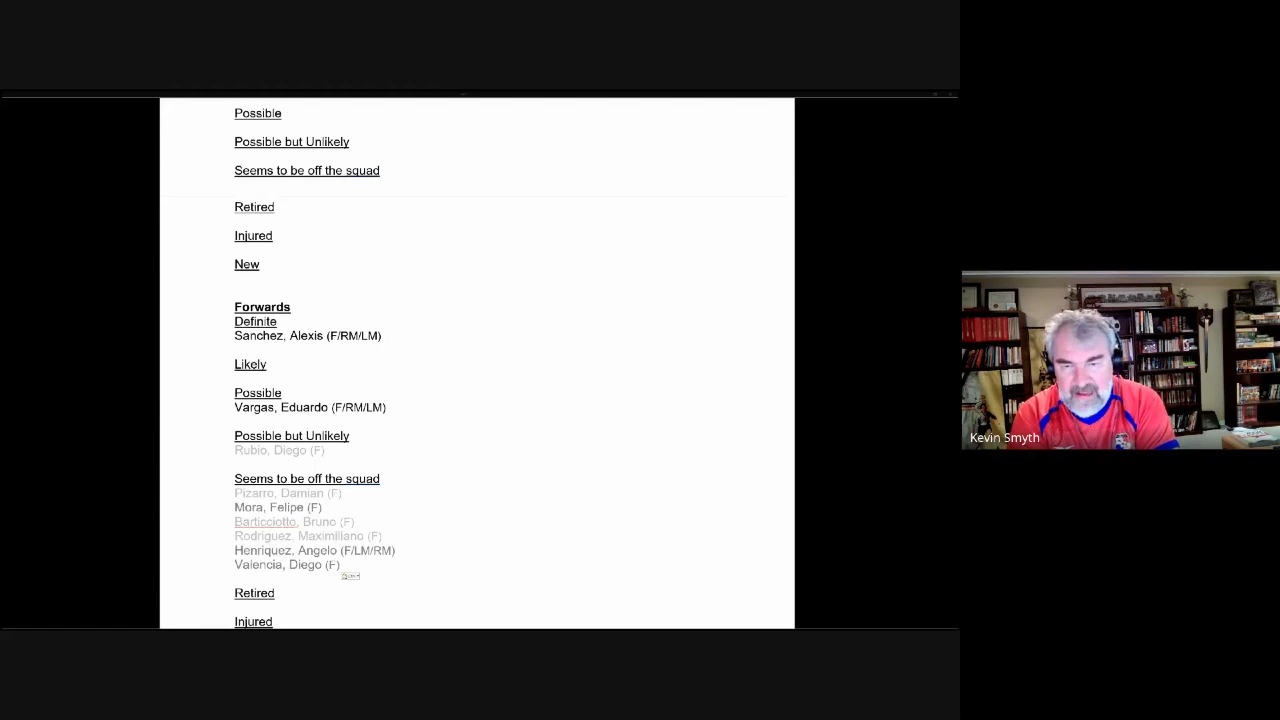 Possible
Possible but Unlikely
Seems to be off the squad
Retired
Injured
New
Forwards
Definite
Sanchez, Alexis (F/RM/LM)
Likely
Possible
Vargas, Eduardo (F/RM/LM)
Possible but Unlikely
Rubio, Diego (F)
Seems to be off the squad
Pizarro, Damian (F)
Mora, Felipe (F)
Barticciotto, Bruno (F)
Rodriguez, Maximiliano (F)
Henriquez, Angelo (F/LM/RM)
Valencia, Diego (F)
Retired
Injured
Kevin Smyth